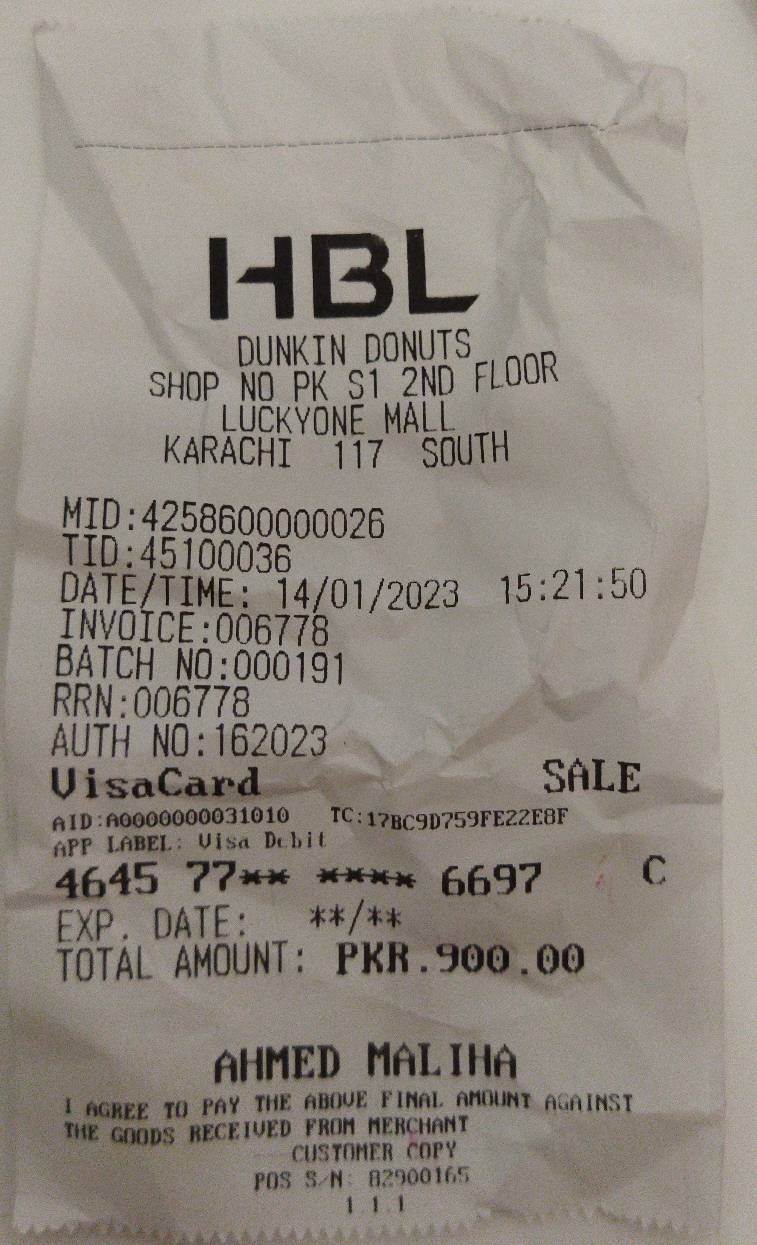 HBL
DUNKIN DONUTS
SHOP NO PK S1 2ND FLOOR
LUCKYONE MALL
KARACHI 117 SOUTH
MID:4258600000026
TID:45100036
DATE/TIME: 14/01/2023 15:21:50
INVOICE:006778
BATCH NO:000191
RRN:006778
AUTH NO:162023
VisaCard SALE
AID:A0000000031010 TC:17BC9D759FE22E8F
APP LABEL: Visa Debit
4645 77** **** 6697 C
EXP. DATE: **/**
TOTAL AMOUNT: PKR.900.00
AHMED MALIHA
I AGREE TO PAY THE ABOVE FINAL AMOUNT AGAINST
THE GOODS RECEIVED FROM MERCHANT
CUSTOMER COPY
POS S/N: 82900165
1.1.1